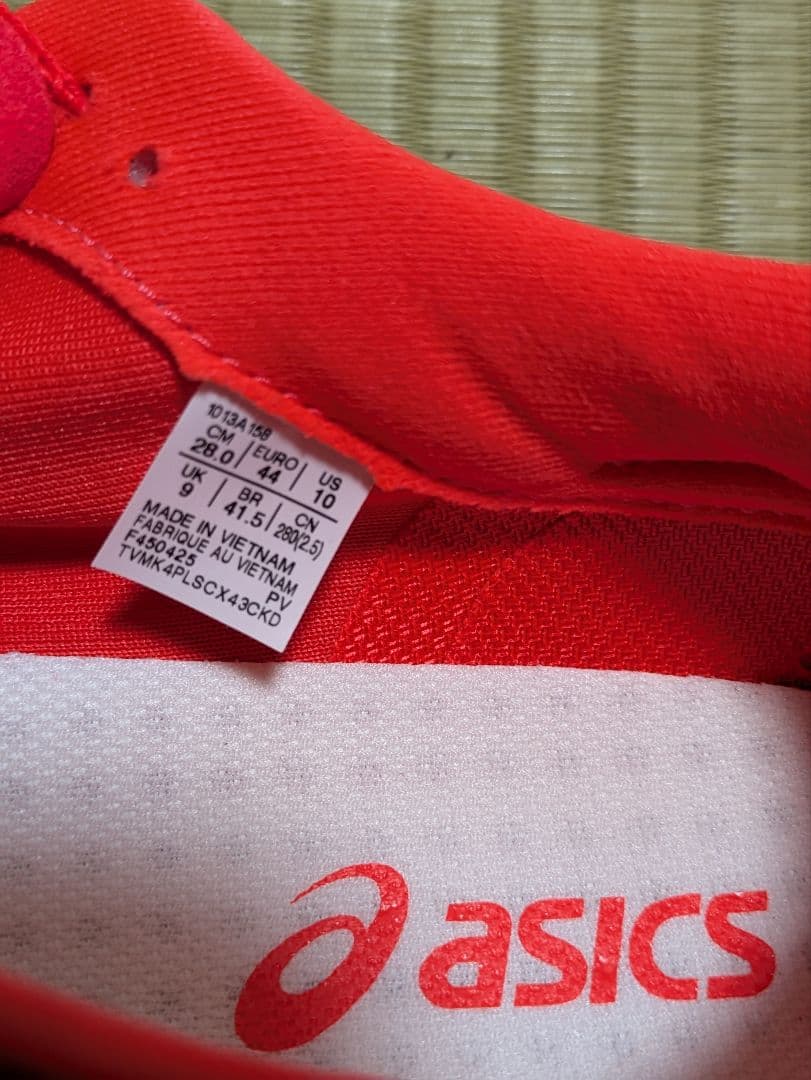 1013A158
CM / EURO | US
28.0 / 44 | 10
UK | BR / CN
9 | 41.5 / 280(2.5)
MADE IN VIETNAM
FABRIQUE AU VIETNAM
F450425 PV
TVMK4PLSCX43CKD
asics